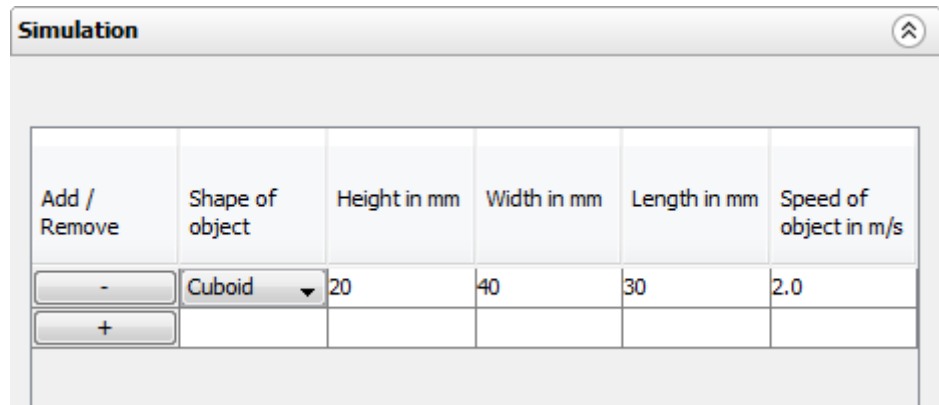 Simulation
Add / Remove
Shape of object
Height in mm
Width in mm
Length in mm
Speed of object in m/s
- Cuboid 20 40 30 2.0
+